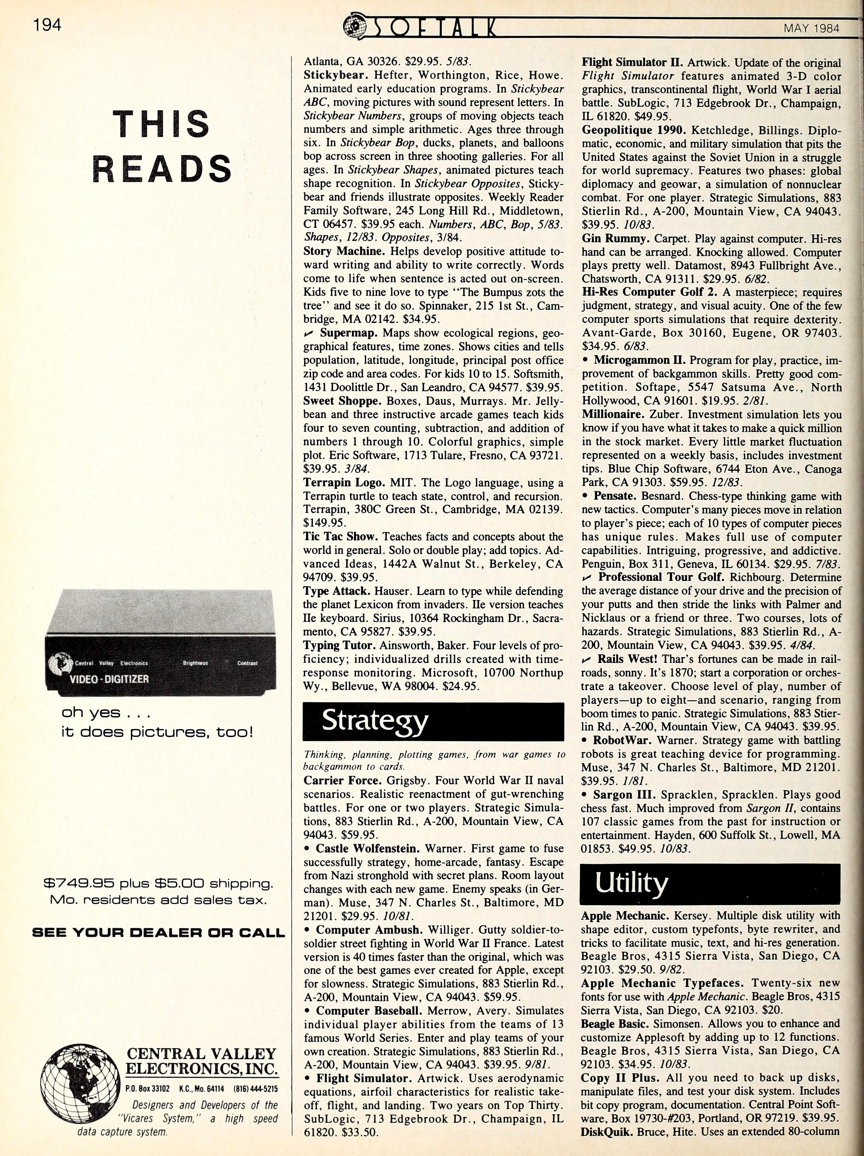 194
SOFTALK
MAY 1984
THIS
READS
Central Valley Electronics
Brightness
Contrast
VIDEO-DIGITIZER
oh yes . . .
it does pictures, too!
$749.95 plus $5.00 shipping.
Mo. residents add sales tax.
SEE YOUR DEALER OR CALL
CENTRAL VALLEY
ELECTRONICS, INC.
P.O. Box 33102 K.C., Mo. 64114 (816) 444-5215
Designers and Developers of the
"Vicares System," a high speed
data capture system.
Atlanta, GA 30326. $29.95. 5/83.
Stickybear. Hefter, Worthington, Rice, Howe.
Animated early education programs. In Stickybear
ABC, moving pictures with sound represent letters. In
Stickybear Numbers, groups of moving objects teach
numbers and simple arithmetic. Ages three through
six. In Stickybear Bop, ducks, planets, and balloons
bop across screen in three shooting galleries. For all
ages. In Stickybear Shapes, animated pictures teach
shape recognition. In Stickybear Opposites, Sticky-
bear and friends illustrate opposites. Weekly Reader
Family Software, 245 Long Hill Rd., Middletown,
CT 06457. $39.95 each. Numbers, ABC, Bop, 5/83.
Shapes, 12/83. Opposites, 3/84.
Story Machine. Helps develop positive attitude to-
ward writing and ability to write correctly. Words
come to life when sentence is acted out on-screen.
Kids five to nine love to type "The Bumpus zots the
tree" and see it do so. Spinnaker, 215 1st St., Cam-
bridge, MA 02142. $34.95.
✓ Supermap. Maps show ecological regions, geo-
graphical features, time zones. Shows cities and tells
population, latitude, longitude, principal post office
zip code and area codes. For kids 10 to 15. Softsmith,
1431 Doolittle Dr., San Leandro, CA 94577. $39.95.
Sweet Shoppe. Boxes, Daus, Murrays. Mr. Jelly-
bean and three instructive arcade games teach kids
four to seven counting, subtraction, and addition of
numbers 1 through 10. Colorful graphics, simple
plot. Eric Software, 1713 Tulare, Fresno, CA 93721.
$39.95. 3/84.
Terrapin Logo. MIT. The Logo language, using a
Terrapin turtle to teach state, control, and recursion.
Terrapin, 380C Green St., Cambridge, MA 02139.
$149.95.
Tic Tac Show. Teaches facts and concepts about the
world in general. Solo or double play; add topics. Ad-
vanced Ideas, 1442A Walnut St., Berkeley, CA
94709. $39.95.
Type Attack. Hauser. Learn to type while defending
the planet Lexicon from invaders. IIe version teaches
IIe keyboard. Sirius, 10364 Rockingham Dr., Sacra-
mento, CA 95827. $39.95.
Typing Tutor. Ainsworth, Baker. Four levels of pro-
ficiency; individualized drills created with time-
response monitoring. Microsoft, 10700 Northup
Wy., Bellevue, WA 98004. $24.95.
Strategy
Thinking, planning, plotting games, from war games to
backgammon to cards.
Carrier Force. Grigsby. Four World War II naval
scenarios. Realistic reenactment of gut-wrenching
battles. For one or two players. Strategic Simula-
tions, 883 Stierlin Rd., A-200, Mountain View, CA
94043. $59.95.
• Castle Wolfenstein. Warner. First game to fuse
successfully strategy, home-arcade, fantasy. Escape
from Nazi stronghold with secret plans. Room layout
changes with each new game. Enemy speaks (in Ger-
man). Muse, 347 N. Charles St., Baltimore, MD
21201. $29.95. 10/81.
• Computer Ambush. Williger. Gutty soldier-to-
soldier street fighting in World War II France. Latest
version is 40 times faster than the original, which was
one of the best games ever created for Apple, except
for slowness. Strategic Simulations, 883 Stierlin Rd.,
A-200, Mountain View, CA 94043. $59.95.
• Computer Baseball. Merrow, Avery. Simulates
individual player abilities from the teams of 13
famous World Series. Enter and play teams of your
own creation. Strategic Simulations, 883 Stierlin Rd.,
A-200, Mountain View, CA 94043. $39.95. 9/81.
• Flight Simulator. Artwick. Uses aerodynamic
equations, airfoil characteristics for realistic take-
off, flight, and landing. Two years on Top Thirty.
SubLogic, 713 Edgebrook Dr., Champaign, IL
61820. $33.50.
Flight Simulator II. Artwick. Update of the original
Flight Simulator features animated 3-D color
graphics, transcontinental flight, World War I aerial
battle. SubLogic, 713 Edgebrook Dr., Champaign,
IL 61820. $49.95.
Geopolitique 1990. Ketchledge, Billings. Diplo-
matic, economic, and military simulation that pits the
United States against the Soviet Union in a struggle
for world supremacy. Features two phases: global
diplomacy and geowar, a simulation of nonnuclear
combat. For one player. Strategic Simulations, 883
Stierlin Rd., A-200, Mountain View, CA 94043.
$39.95. 10/83.
Gin Rummy. Carpet. Play against computer. Hi-res
hand can be arranged. Knocking allowed. Computer
plays pretty well. Datamost, 8943 Fullbright Ave.,
Chatsworth, CA 91311. $29.95. 6/82.
Hi-Res Computer Golf 2. A masterpiece; requires
judgment, strategy, and visual acuity. One of the few
computer sports simulations that require dexterity.
Avant-Garde, Box 30160, Eugene, OR 97403.
$34.95. 6/83.
• Microgammon II. Program for play, practice, im-
provement of backgammon skills. Pretty good com-
petition. Softape, 5547 Satsuma Ave., North
Hollywood, CA 91601. $19.95. 2/81.
Millionaire. Zuber. Investment simulation lets you
know if you have what it takes to make a quick million
in the stock market. Every little market fluctuation
represented on a weekly basis, includes investment
tips. Blue Chip Software, 6744 Eton Ave., Canoga
Park, CA 91303. $59.95. 12/83.
• Pensate. Besnard. Chess-type thinking game with
new tactics. Computer's many pieces move in relation
to player's piece; each of 10 types of computer pieces
has unique rules. Makes full use of computer
capabilities. Intriguing, progressive, and addictive.
Penguin, Box 311, Geneva, IL 60134. $29.95. 7/83.
✓ Professional Tour Golf. Richbourg. Determine
the average distance of your drive and the precision of
your putts and then stride the links with Palmer and
Nicklaus or a friend or three. Two courses, lots of
hazards. Strategic Simulations, 883 Stierlin Rd., A-
200, Mountain View, CA 94043. $39.95. 4/84.
✓ Rails West! Thar's fortunes can be made in rail-
roads, sonny. It's 1870; start a corporation or orches-
trate a takeover. Choose level of play, number of
players—up to eight—and scenario, ranging from
boom times to panic. Strategic Simulations, 883 Stier-
lin Rd., A-200, Mountain View, CA 94043. $39.95.
• RobotWar. Warner. Strategy game with battling
robots is great teaching device for programming.
Muse, 347 N. Charles St., Baltimore, MD 21201.
$39.95. 1/81.
• Sargon III. Spracklen, Spracklen. Plays good
chess fast. Much improved from Sargon II, contains
107 classic games from the past for instruction or
entertainment. Hayden, 600 Suffolk St., Lowell, MA
01853. $49.95. 10/83.
Utility
Apple Mechanic. Kersey. Multiple disk utility with
shape editor, custom typefonts, byte rewriter, and
tricks to facilitate music, text, and hi-res generation.
Beagle Bros, 4315 Sierra Vista, San Diego, CA
92103. $29.50. 9/82.
Apple Mechanic Typefaces. Twenty-six new
fonts for use with Apple Mechanic. Beagle Bros, 4315
Sierra Vista, San Diego, CA 92103. $20.
Beagle Basic. Simonsen. Allows you to enhance and
customize Applesoft by adding up to 12 functions.
Beagle Bros, 4315 Sierra Vista, San Diego, CA
92103. $34.95. 10/83.
Copy II Plus. All you need to back up disks,
manipulate files, and test your disk system. Includes
bit copy program, documentation. Central Point Soft-
ware, Box 19730-#203, Portland, OR 97219. $39.95.
DiskQuik. Bruce, Hite. Uses an extended 80-column